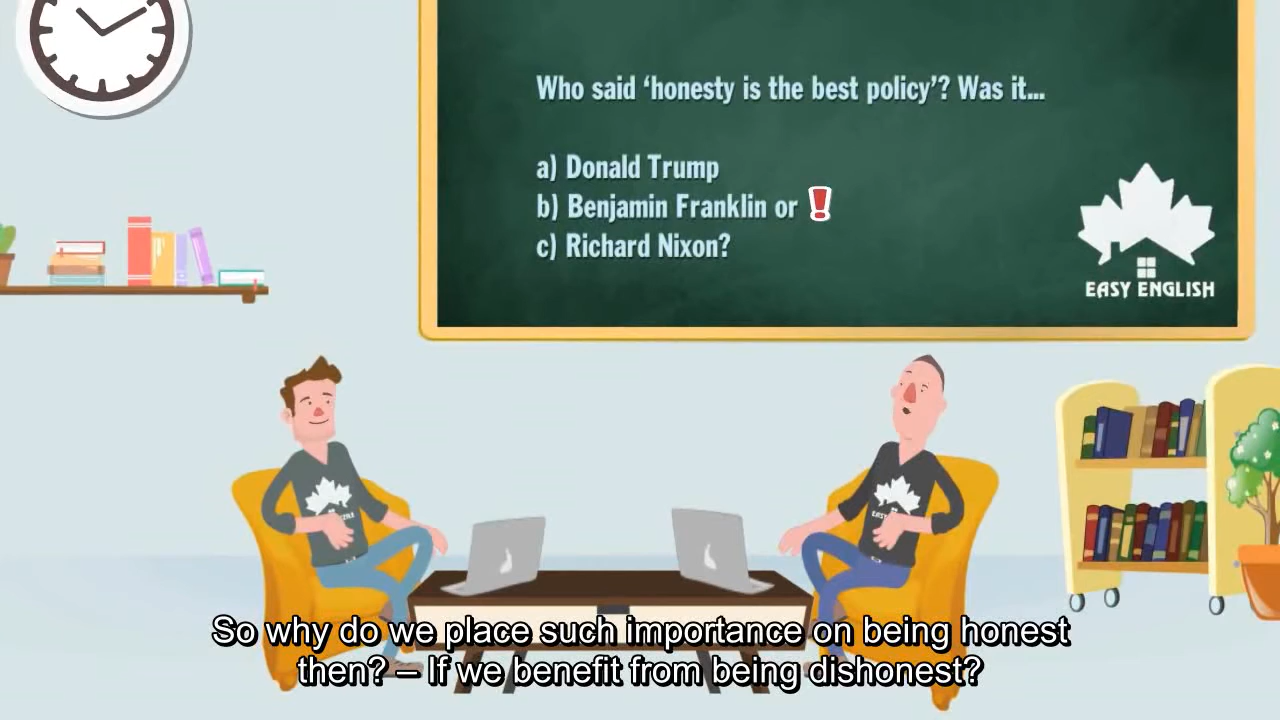 Who said ‘honesty is the best policy’? Was it...
a) Donald Trump
b) Benjamin Franklin or
c) Richard Nixon?
EASY ENGLISH
So why do we place such importance on being honest
then? – If we benefit from being dishonest?